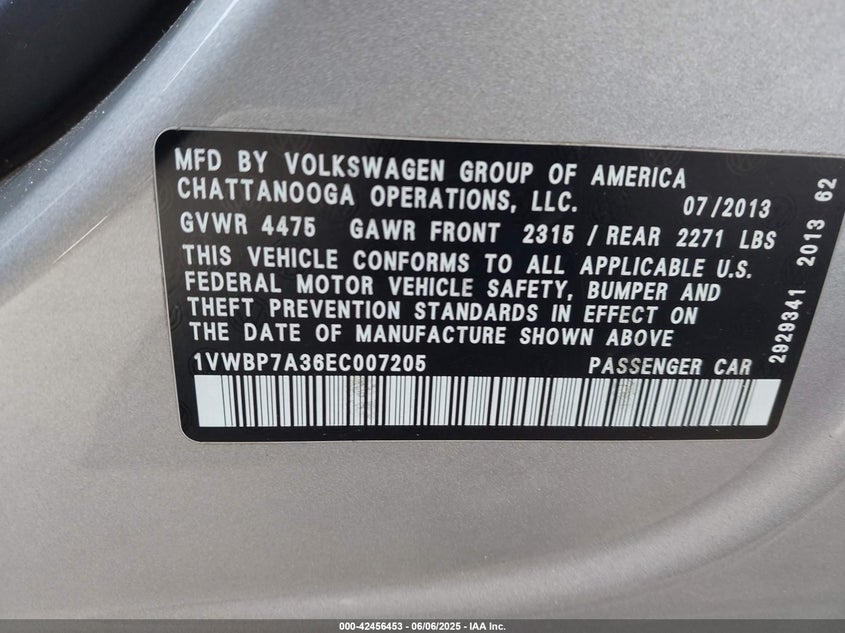 MFD BY VOLKSWAGEN GROUP OF AMERICA
CHATTANOOGA OPERATIONS, LLC. 07/2013
GVWR 4475 GAWR FRONT 2315 / REAR 2271 LBS
THIS VEHICLE CONFORMS TO ALL APPLICABLE U.S.
FEDERAL MOTOR VEHICLE SAFETY, BUMPER AND
THEFT PREVENTION STANDARDS IN EFFECT ON
THE DATE OF MANUFACTURE SHOWN ABOVE
1VWBP7A36EC007205 PASSENGER CAR
2929341 2013 62
000-42456453 - 06/06/2025 - IAA Inc.